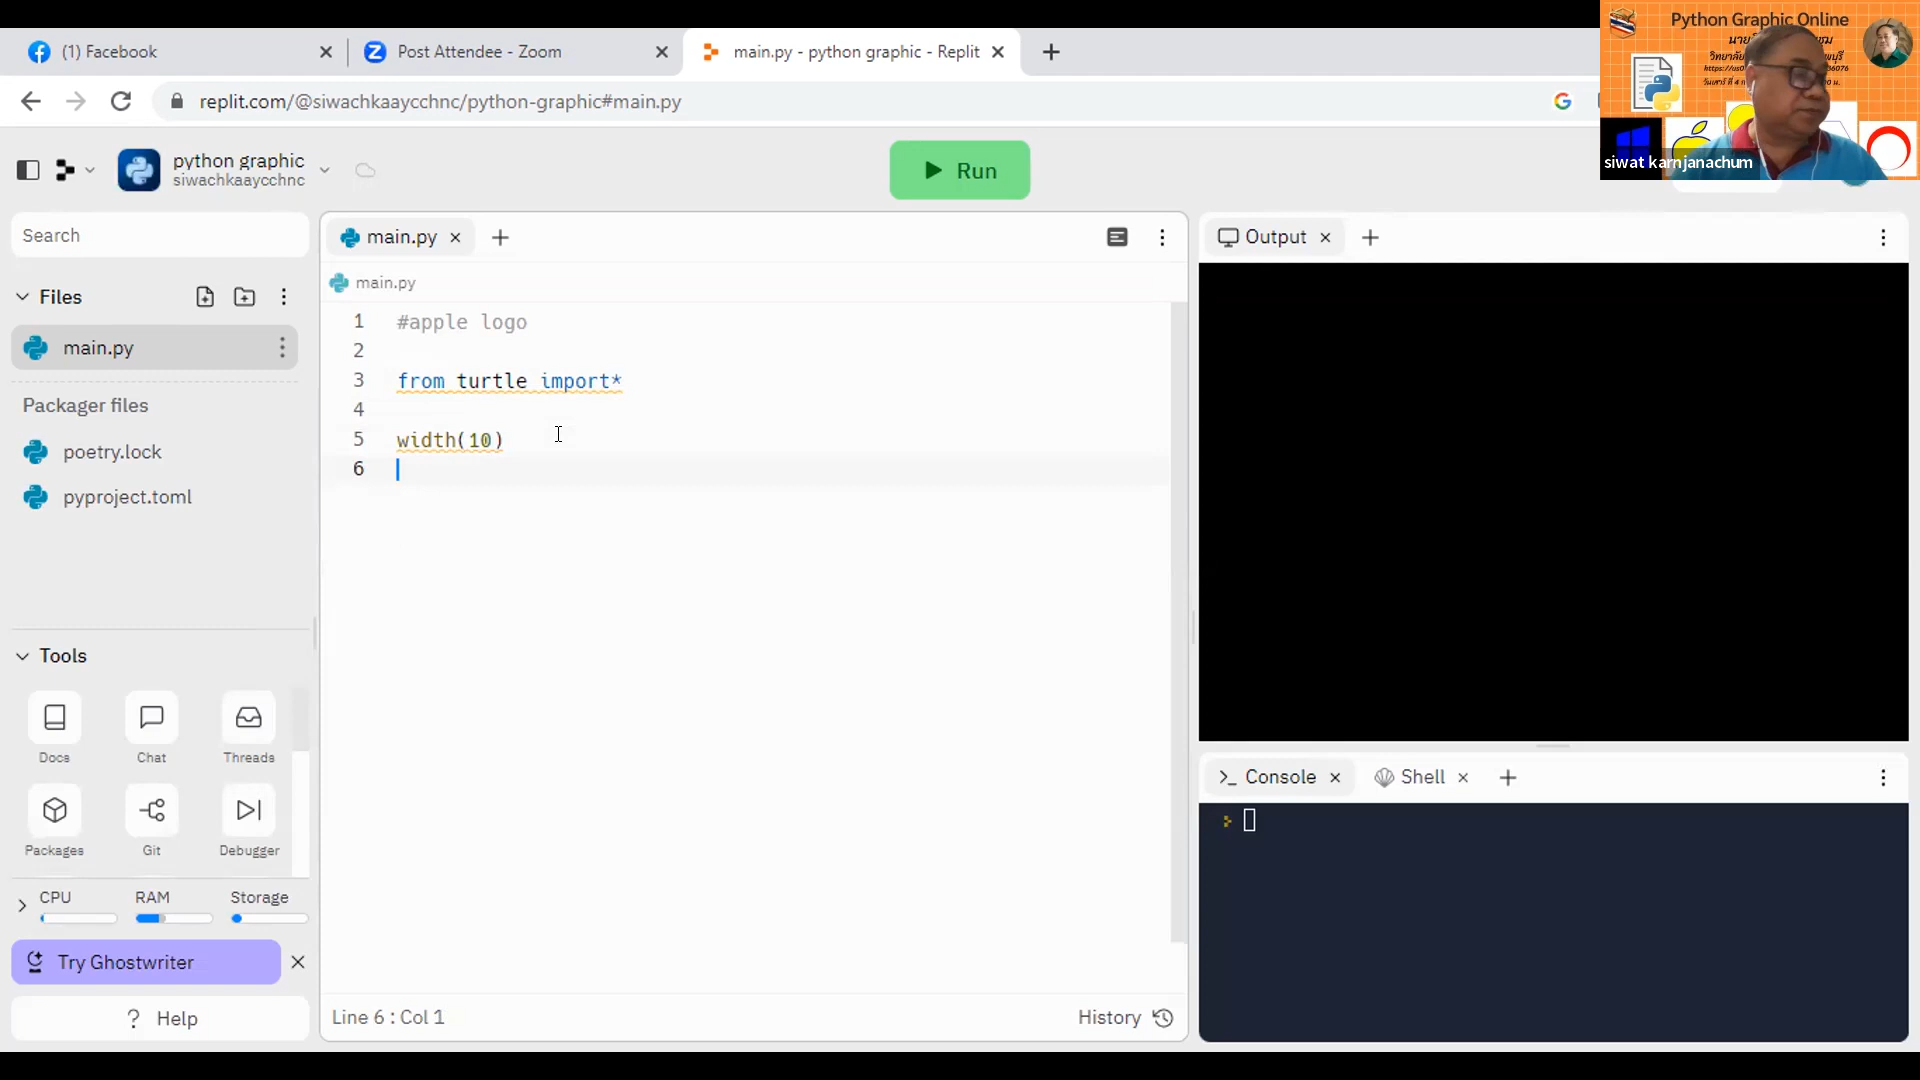 (1) Facebook
Post Attendee - Zoom
main.py - python graphic - Replit
replit.com/@siwachkaaycchnc/python-graphic#main.py
Python Graphic Online
siwat karnjanachum
python graphic
siwachkaaycchnc
Run
Search
main.py
Output
Files
main.py
main.py
1 #apple logo
2
3 from turtle import*
4
5 width(10)
6
Packager files
poetry.lock
pyproject.toml
Tools
Docs
Chat
Threads
Packages
Git
Debugger
CPU
RAM
Storage
Try Ghostwriter
? Help
Line 6 : Col 1
History
>_ Console
Shell